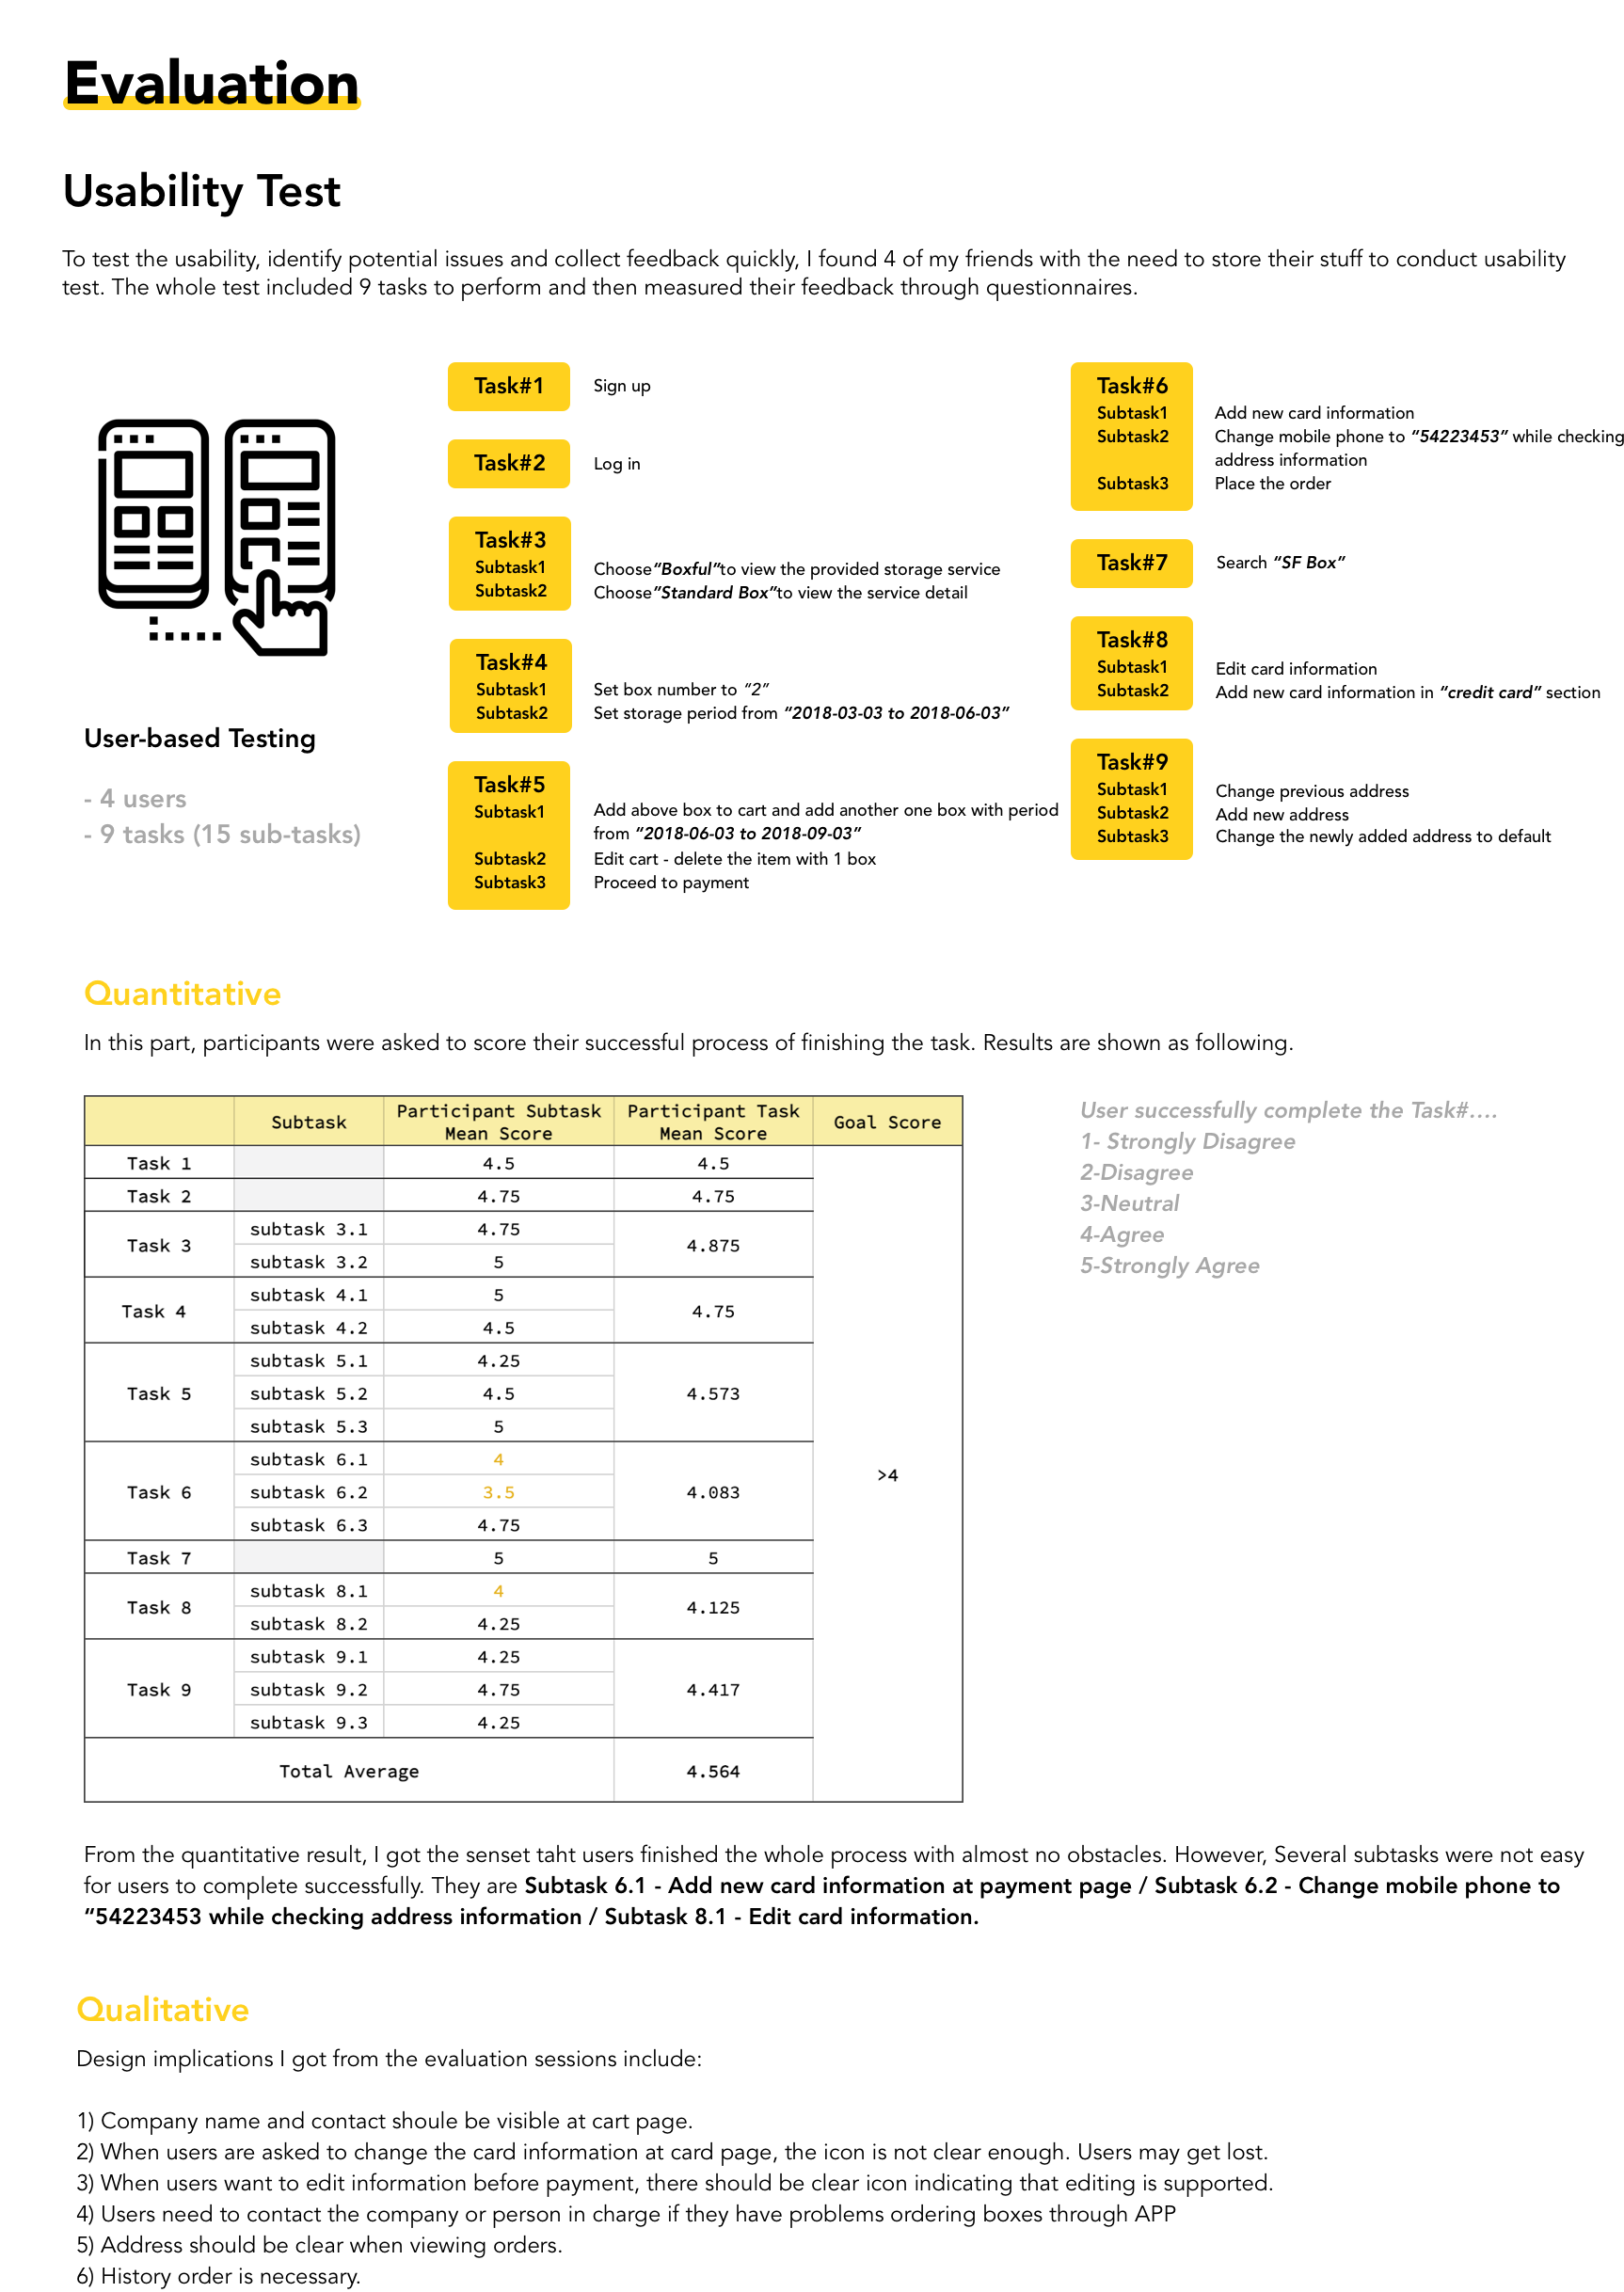 Evaluation
Usability Test
To test the usability, identify potential issues and collect feedback quickly, I found 4 of my friends with the need to store their stuff to conduct usability
test. The whole test included 9 tasks to perform and then measured their feedback through questionnaires.
User-based Testing
- 4 users
- 9 tasks (15 sub-tasks)
Task#1 Sign up
Task#2 Log in
Task#3
Subtask1 Choose“Boxful”to view the provided storage service
Subtask2 Choose“Standard Box”to view the service detail
Task#4
Subtask1 Set box number to “2”
Subtask2 Set storage period from “2018-03-03 to 2018-06-03”
Task#5
Subtask1 Add above box to cart and add another one box with period
from “2018-06-03 to 2018-09-03”
Subtask2 Edit cart - delete the item with 1 box
Subtask3 Proceed to payment
Task#6
Subtask1 Add new card information
Subtask2 Change mobile phone to “54223453” while checking
address information
Subtask3 Place the order
Task#7 Search “SF Box”
Task#8
Subtask1 Edit card information
Subtask2 Add new card information in “credit card” section
Task#9
Subtask1 Change previous address
Subtask2 Add new address
Subtask3 Change the newly added address to default
Quantitative
In this part, participants were asked to score their successful process of finishing the task. Results are shown as following.
Subtask Participant Subtask Mean Score Participant Task Mean Score Goal Score
Task 1 4.5 4.5
Task 2 4.75 4.75
Task 3 4.875
subtask 3.1 4.75
subtask 3.2 5
Task 4 4.75
subtask 4.1 5
subtask 4.2 4.5
Task 5 4.573
subtask 5.1 4.25
subtask 5.2 4.5
subtask 5.3 5
Task 6 4.083
subtask 6.1 4
subtask 6.2 3.5
subtask 6.3 4.75
>4
Task 7 5 5
Task 8 4.125
subtask 8.1 4
subtask 8.2 4.25
Task 9 4.417
subtask 9.1 4.25
subtask 9.2 4.75
subtask 9.3 4.25
Total Average 4.564
User successfully complete the Task#….
1- Strongly Disagree
2-Disagree
3-Neutral
4-Agree
5-Strongly Agree
From the quantitative result, I got the senset taht users finished the whole process with almost no obstacles. However, Several subtasks were not easy
for users to complete successfully. They are Subtask 6.1 - Add new card information at payment page / Subtask 6.2 - Change mobile phone to
“54223453 while checking address information / Subtask 8.1 - Edit card information.
Qualitative
Design implications I got from the evaluation sessions include:
1) Company name and contact shoule be visible at cart page.
2) When users are asked to change the card information at card page, the icon is not clear enough. Users may get lost.
3) When users want to edit information before payment, there should be clear icon indicating that editing is supported.
4) Users need to contact the company or person in charge if they have problems ordering boxes through APP
5) Address should be clear when viewing orders.
6) History order is necessary.